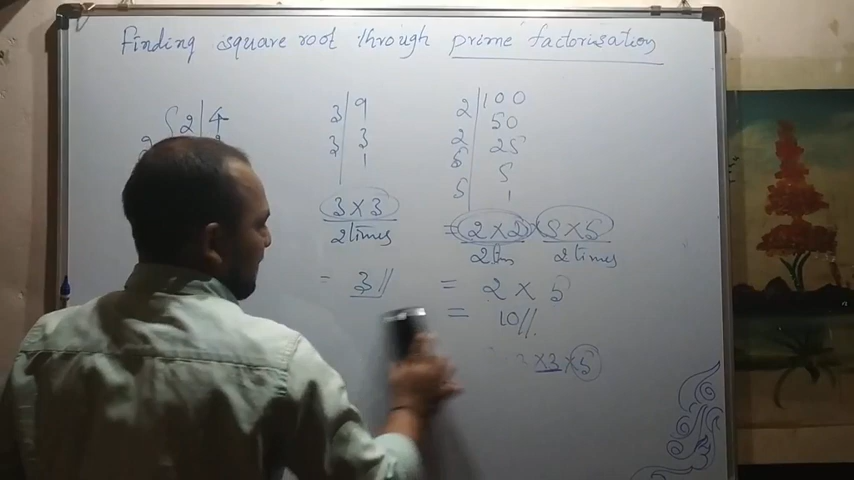 Finding square root through prime factorisation
2 | 4
2
3 | 9
3 | 3
1
3 × 3
2 times
= 3 //
2 | 100
2 | 50
5 | 25
5 | 5
1
= 2 × 2 × 5 × 5
2 times
= 2 × 5
= 10 //
3 × 3 × 5